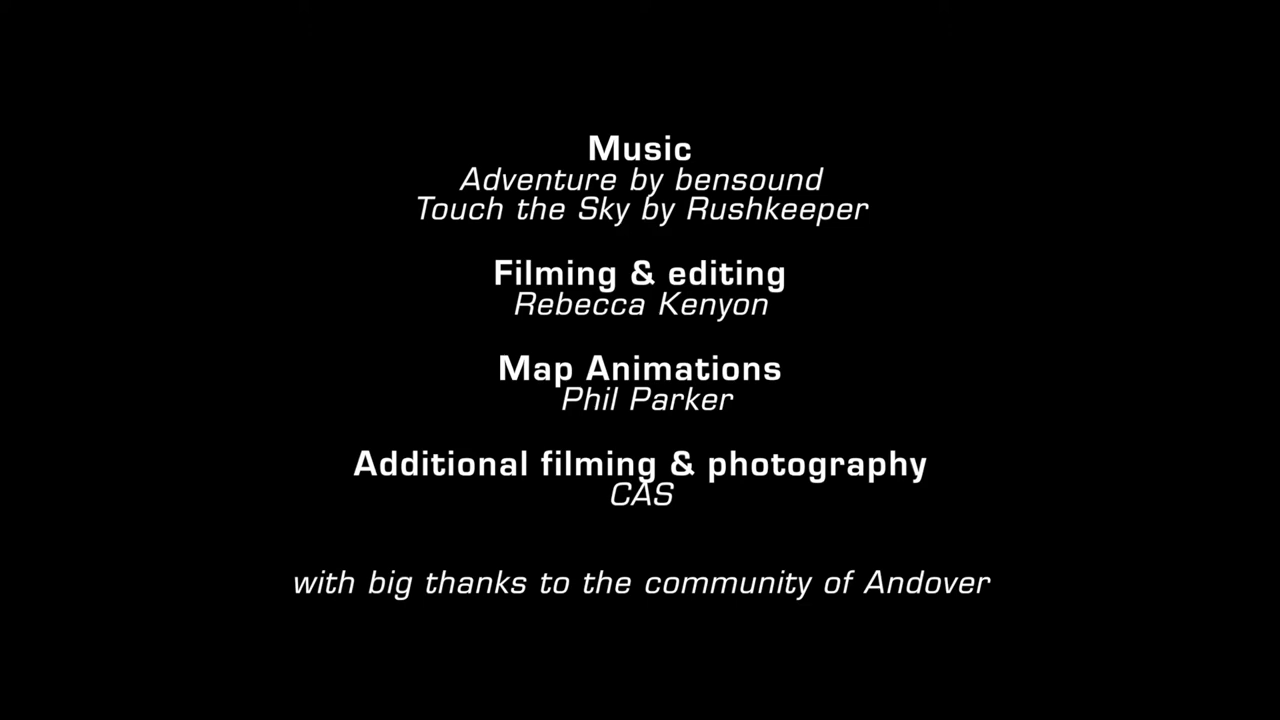 Music
Adventure by bensound
Touch the Sky by Rushkeeper
Filming & editing
Rebecca Kenyon
Map Animations
Phil Parker
Additional filming & photography
CAS
with big thanks to the community of Andover